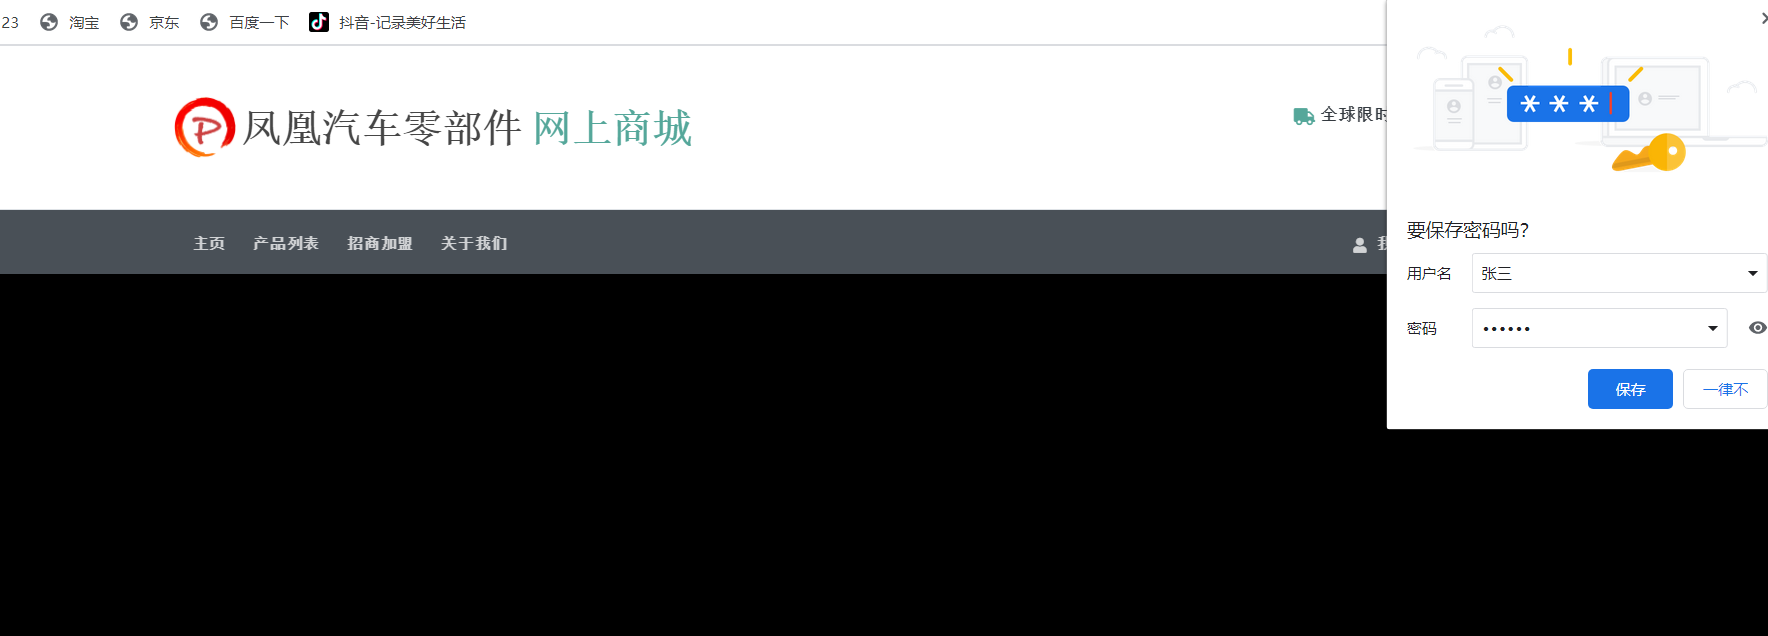 23 淘宝 京东 百度一下 抖音-记录美好生活
凤凰汽车零部件 网上商城
全球限时
主页 产品列表 招商加盟 关于我们
要保存密码吗?
用户名 张三
密码 ••••••
保存 一律不